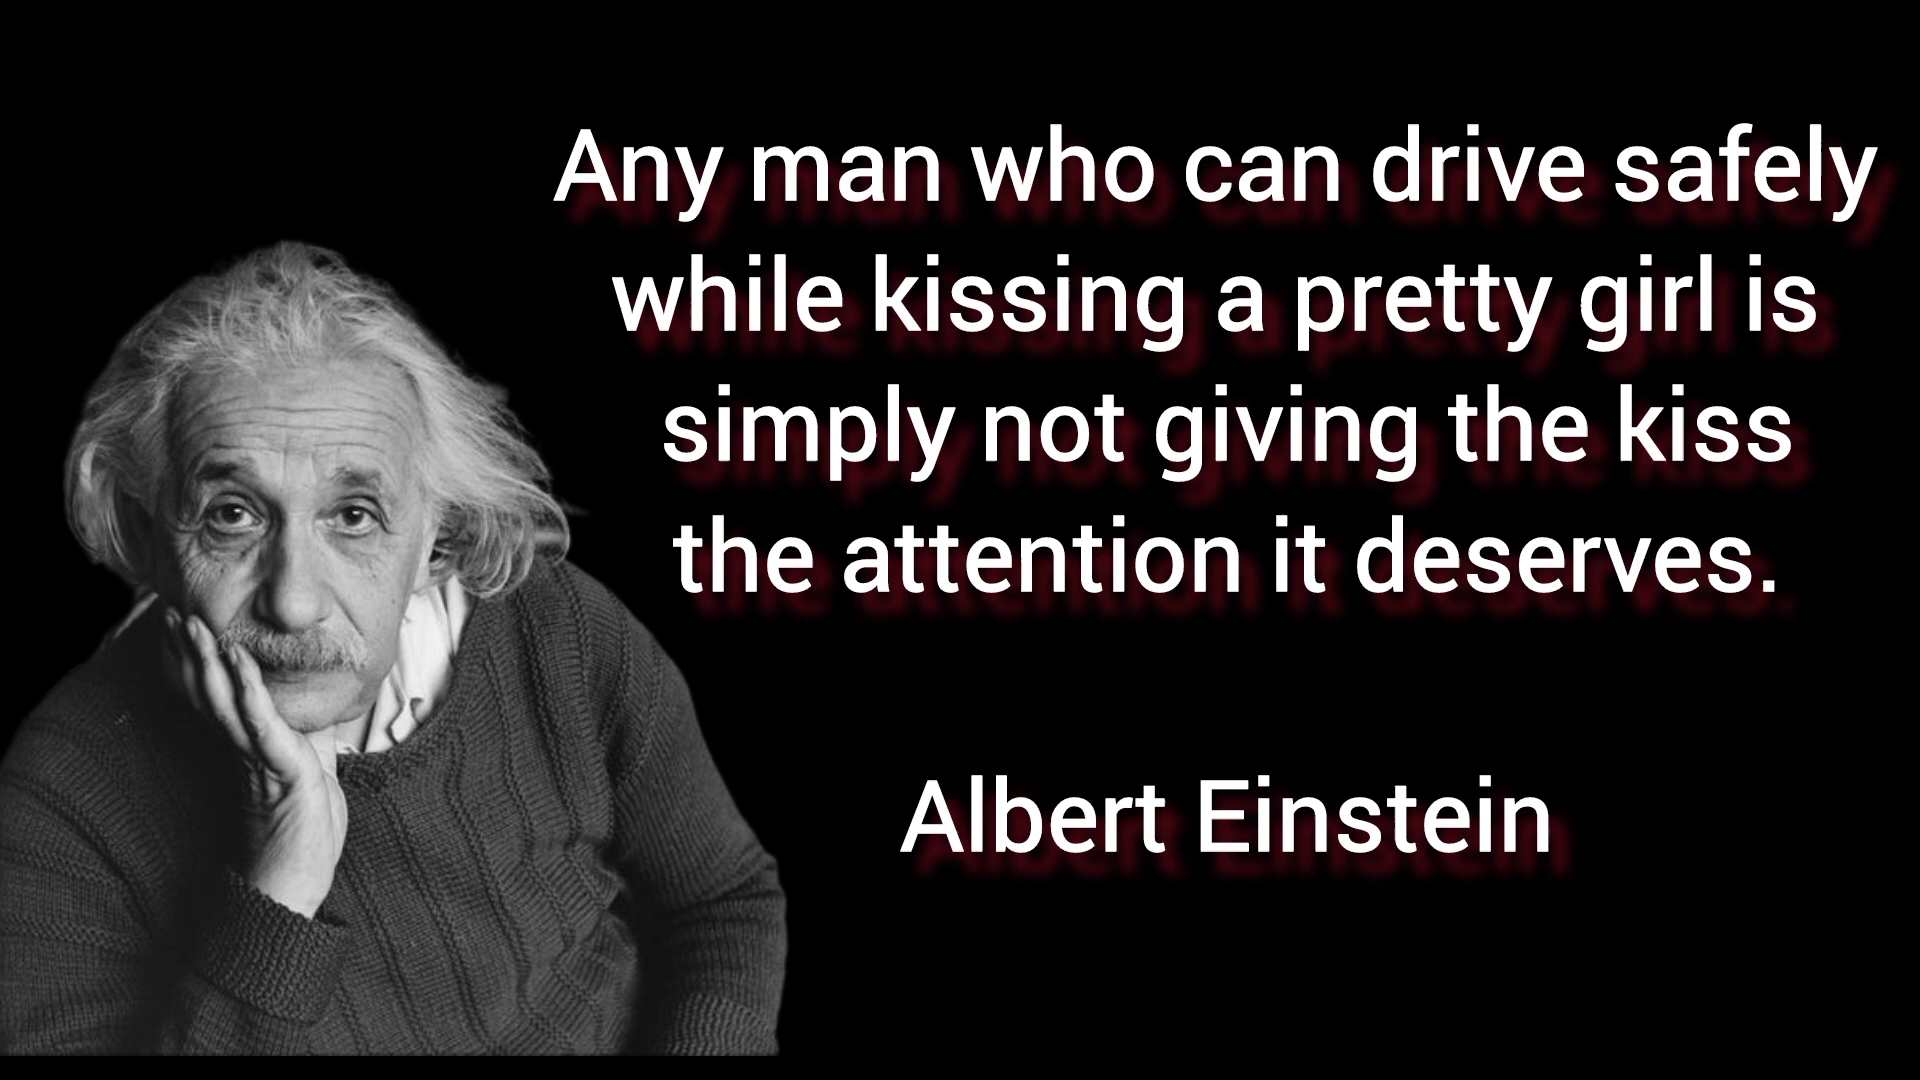 Any man who can drive safely
while kissing a pretty girl is
simply not giving the kiss
the attention it deserves.
Albert Einstein